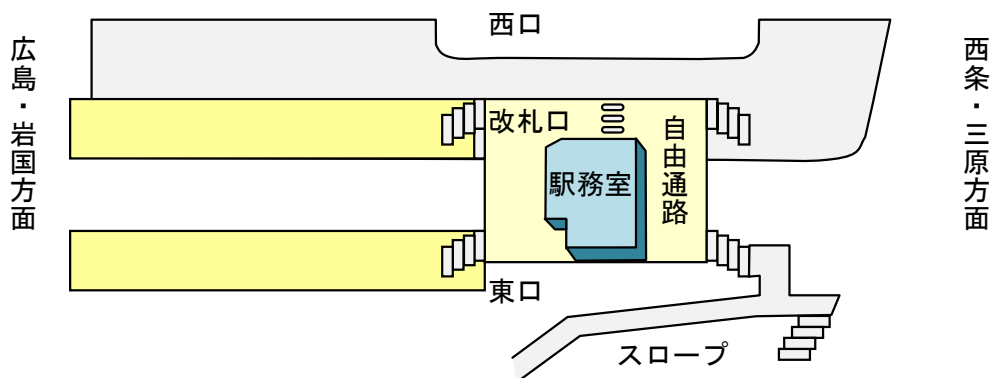 西口
広島・岩国方面
西条・三原方面
改札口
自由通路
駅務室
東口
スロープ